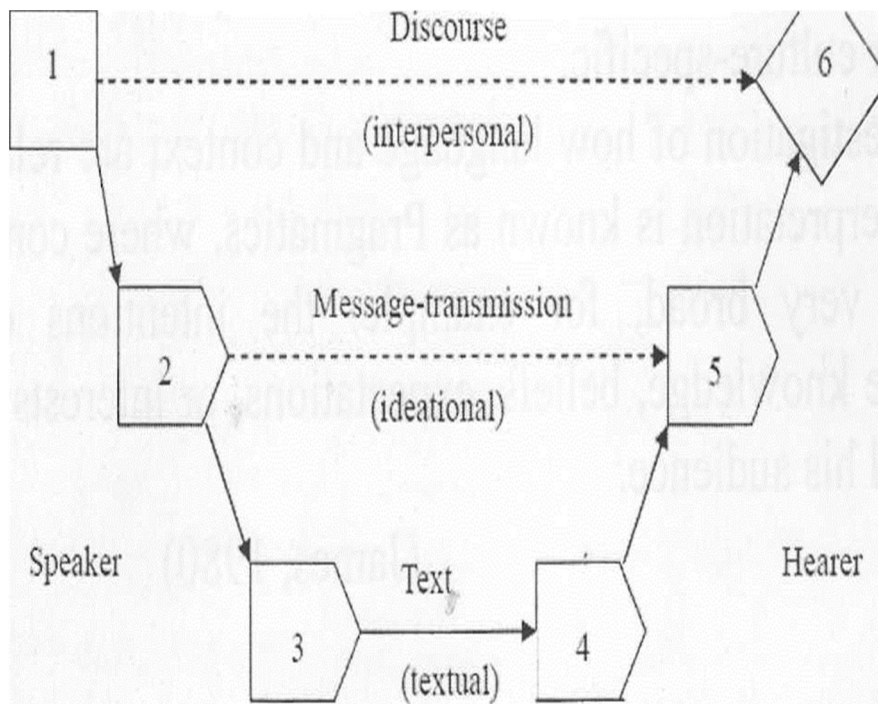 Discourse
1
6
(interpersonal)
Message-transmission
2
5
(ideational)
Speaker
Hearer
Text
3
4
(textual)